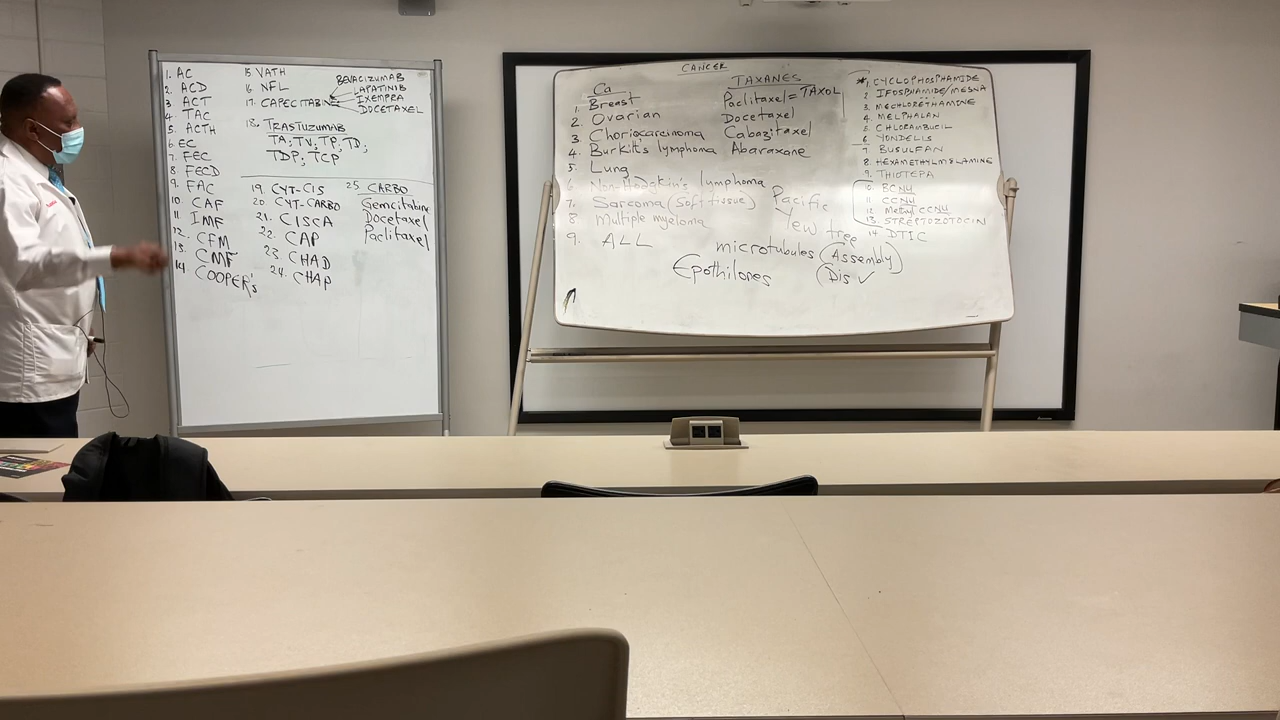 1. AC
2. ACD
3 ACT
4 TAC
5. ACTH
6. EC
7. FEC
8 FECD
9. FAC
10 CAF
11. LMF
12 CFM
13. CMF
14. COOPER's
15 VATH
16 NFL
17. CAPECITABINE
BEVACIZUMAB
LAPATINIB
IXEMPRA
DOCETAXEL
18. TRASTUZUMAB
TA, TV, TP, TD,
TDP, TCP
19. CYT-CIS
20. CYT-CARBO
21. CISCA
22. CAP
23. CHAD
24. CHAP
25 CARBO
Gemcitabine
Docetaxel
Paclitaxel
CANCER
Ca
1. Breast
2. Ovarian
3 Choriocarcinoma
4. Burkitt's lymphoma
5. Lung
6 Non-Hodgkin's lymphoma
7. Sarcoma (Soft tissue)
8 Multiple myeloma
9. ALL
TAXANES
Paclitaxel = TAXOL
Docetaxel
Cabazitaxel
Abaraxane
Pacific
Yew tree
microtubules (Assembly)
Epothilones (Dis ✓
*1. CYCLOPHOSPHAMIDE
2 IFOSPHAMIDE/MESNA
3 MECHLORETHAMINE
4. MELPHALAN
5 CHLORAMBUCIL
6 YONDELLS
7 BUSULFAN
8. HEXAMETHYLMELAMINE
9. THIOTEPA
10. BCNU
11 CCNU
12 Methyl CCNU
13. STREPTOZOTOCIN
14 DTIC